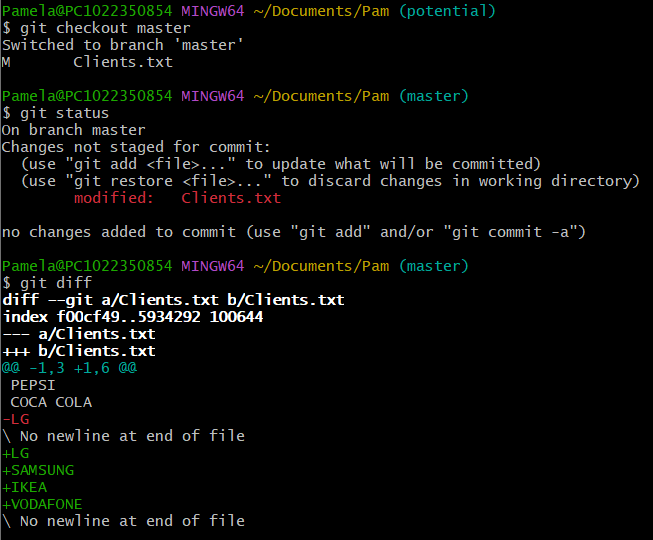 Pamela@PC1022350854 MINGW64 ~/Documents/Pam (potential)
$ git checkout master
Switched to branch 'master'
M       Clients.txt

Pamela@PC1022350854 MINGW64 ~/Documents/Pam (master)
$ git status
On branch master
Changes not staged for commit:
  (use "git add <file>..." to update what will be committed)
  (use "git restore <file>..." to discard changes in working directory)
        modified:   Clients.txt

no changes added to commit (use "git add" and/or "git commit -a")

Pamela@PC1022350854 MINGW64 ~/Documents/Pam (master)
$ git diff
diff --git a/Clients.txt b/Clients.txt
index f00cf49..5934292 100644
--- a/Clients.txt
+++ b/Clients.txt
@@ -1,3 +1,6 @@
 PEPSI
 COCA COLA
-LG
\ No newline at end of file
+LG
+SAMSUNG
+IKEA
+VODAFONE
\ No newline at end of file